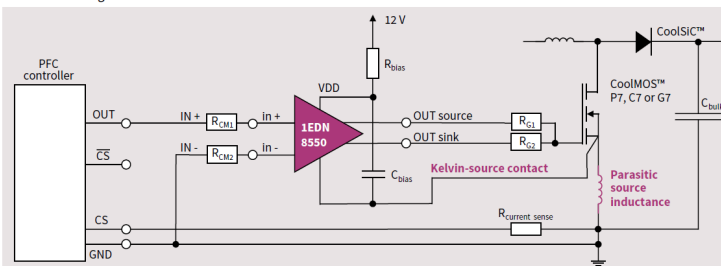 12 V
CoolSiC™
PFC
controller
R_bias
CoolMOS™
P7, C7 or G7
VDD
C_bulk
OUT
IN +
R_CM1
in +
OUT source
R_G1
1EDN
8550
IN -
R_CM2
in -
OUT sink
R_G2
CS
Kelvin-source contact
C_bias
Parasitic
source
inductance
CS
R_current sense
GND